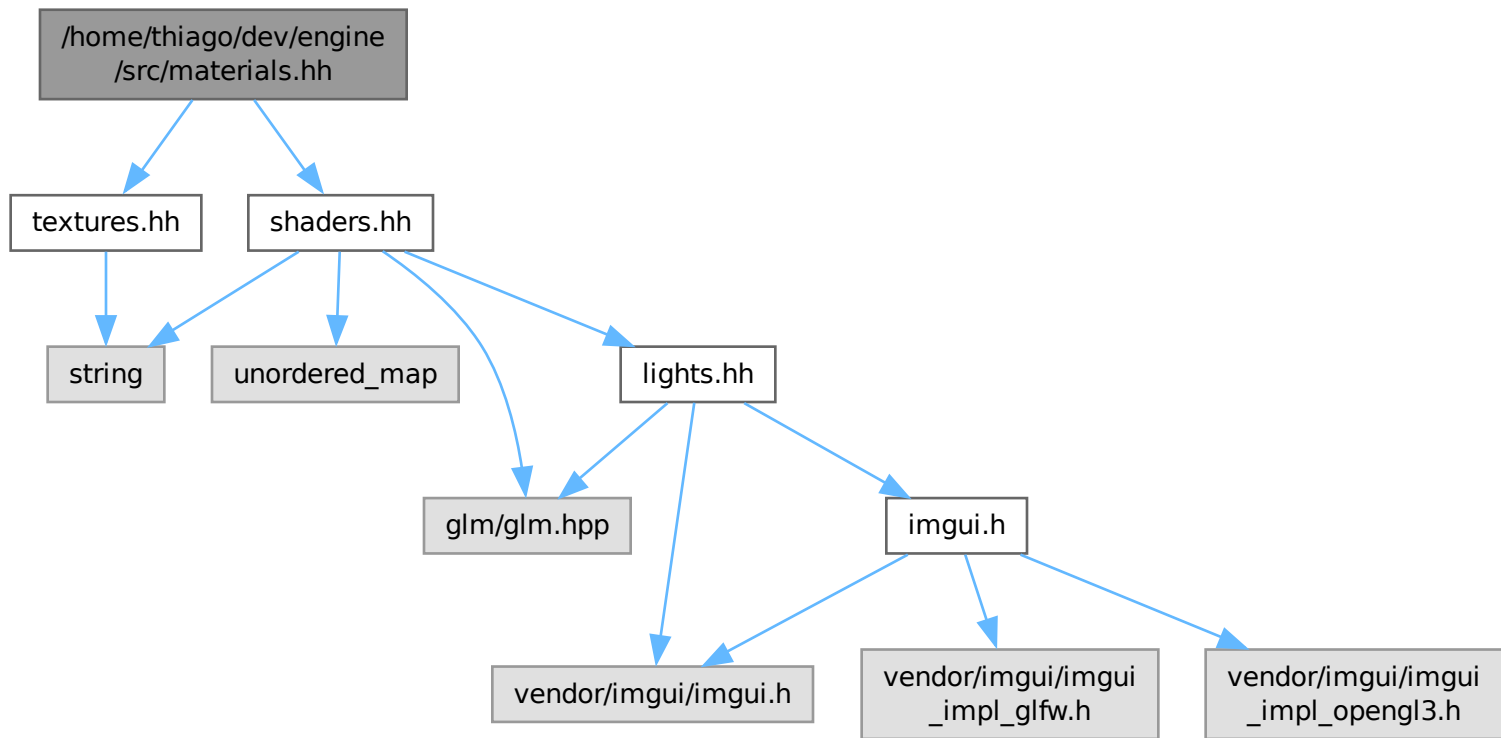 /home/thiago/dev/engine
/src/materials.hh
textures.hh
shaders.hh
string
unordered_map
lights.hh
glm/glm.hpp
imgui.h
vendor/imgui/imgui.h
vendor/imgui/imgui
_impl_glfw.h
vendor/imgui/imgui
_impl_opengl3.h